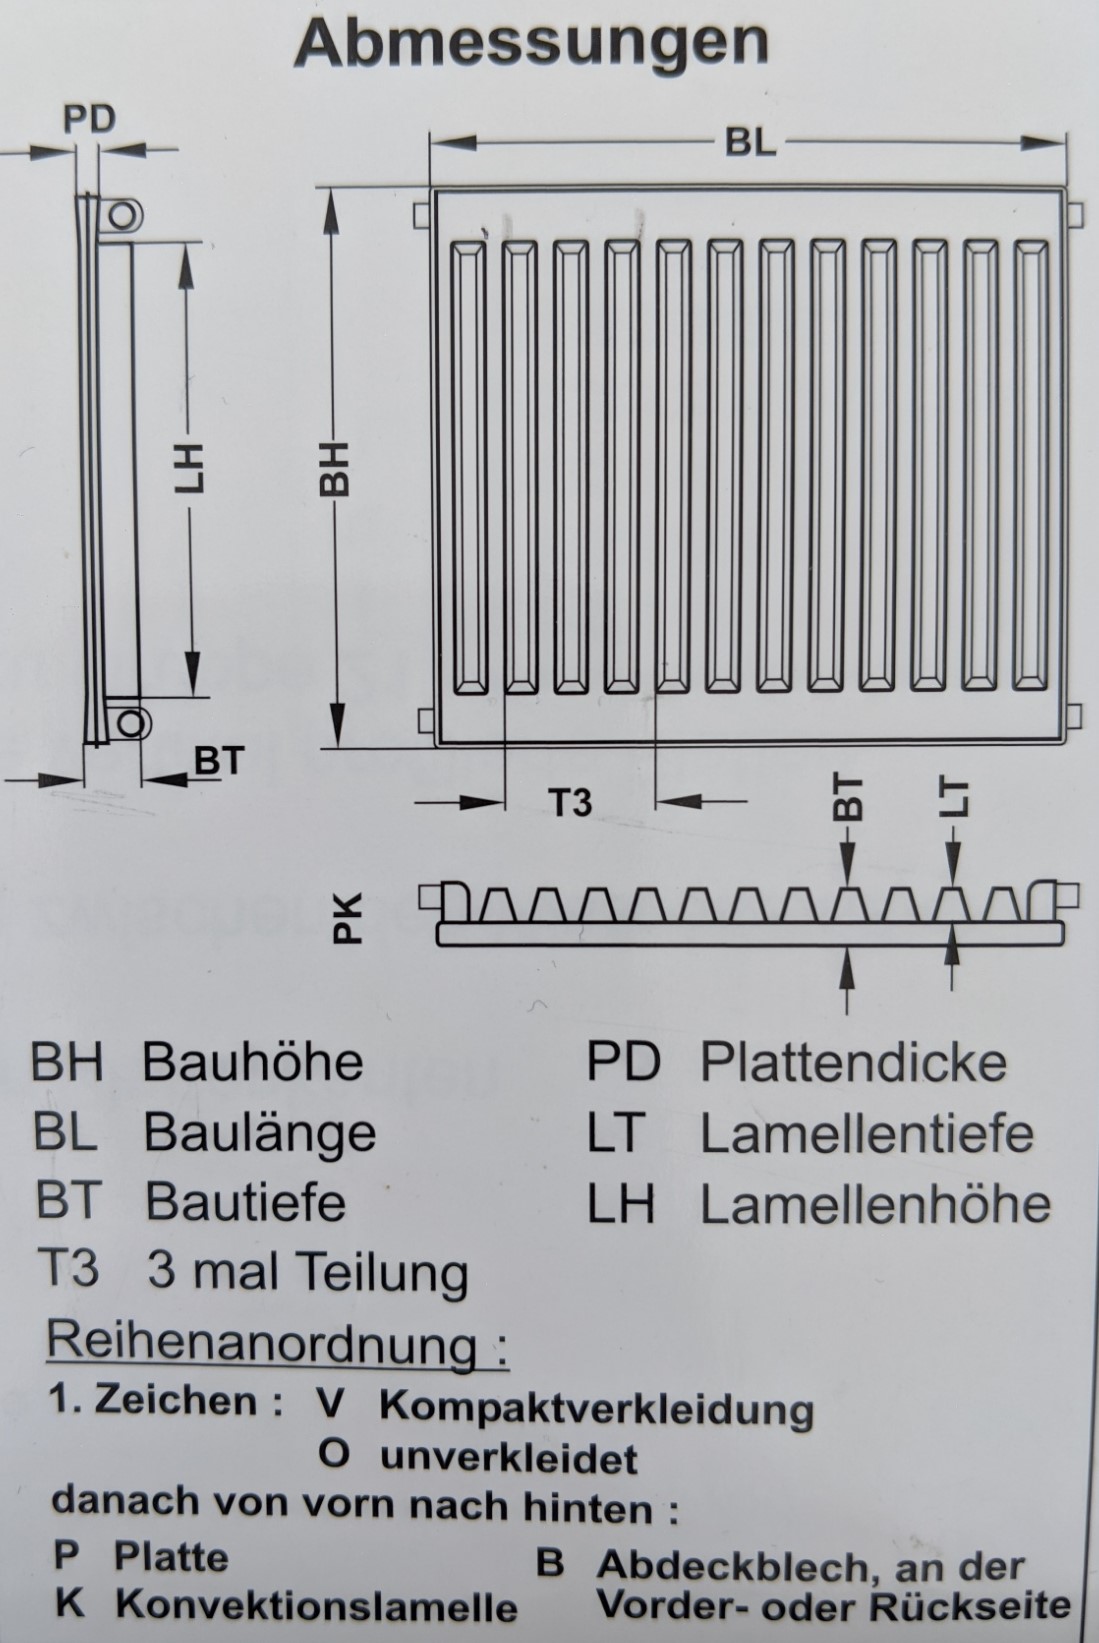 Abmessungen
PD
BL
LH
BH
BT
T3
BT
LT
PK
BH Bauhöhe
PD Plattendicke
BL Baulänge
LT Lamellentiefe
BT Bautiefe
LH Lamellenhöhe
T3 3 mal Teilung
Reihenanordnung :
1. Zeichen : V Kompaktverkleidung
O unverkleidet
danach von vorn nach hinten :
P Platte
B Abdeckblech, an der
K Konvektionslamelle
Vorder- oder Rückseite